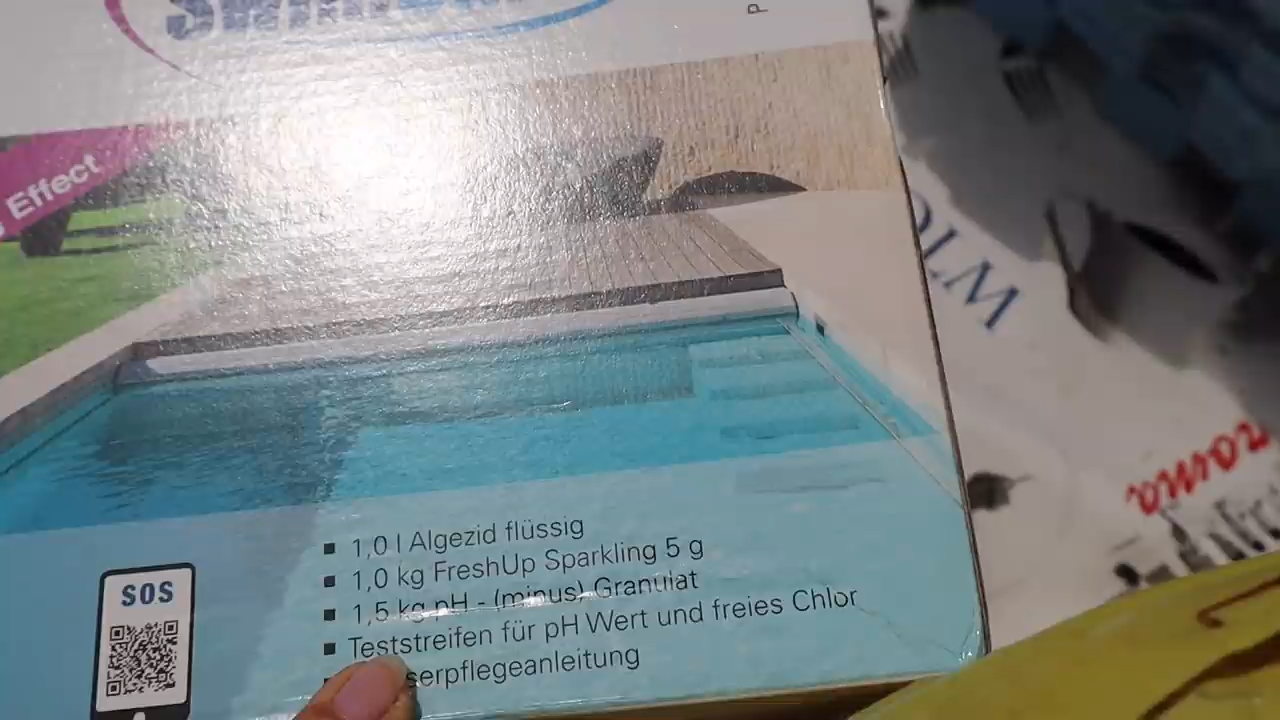 Effect
1,0 l Algezid flüssig
1,0 kg FreshUp Sparkling 5 g
1,5 kg pH - (minus) Granulat
Teststreifen für pH Wert und freies Chlor
serpflegeanleitung
SOS